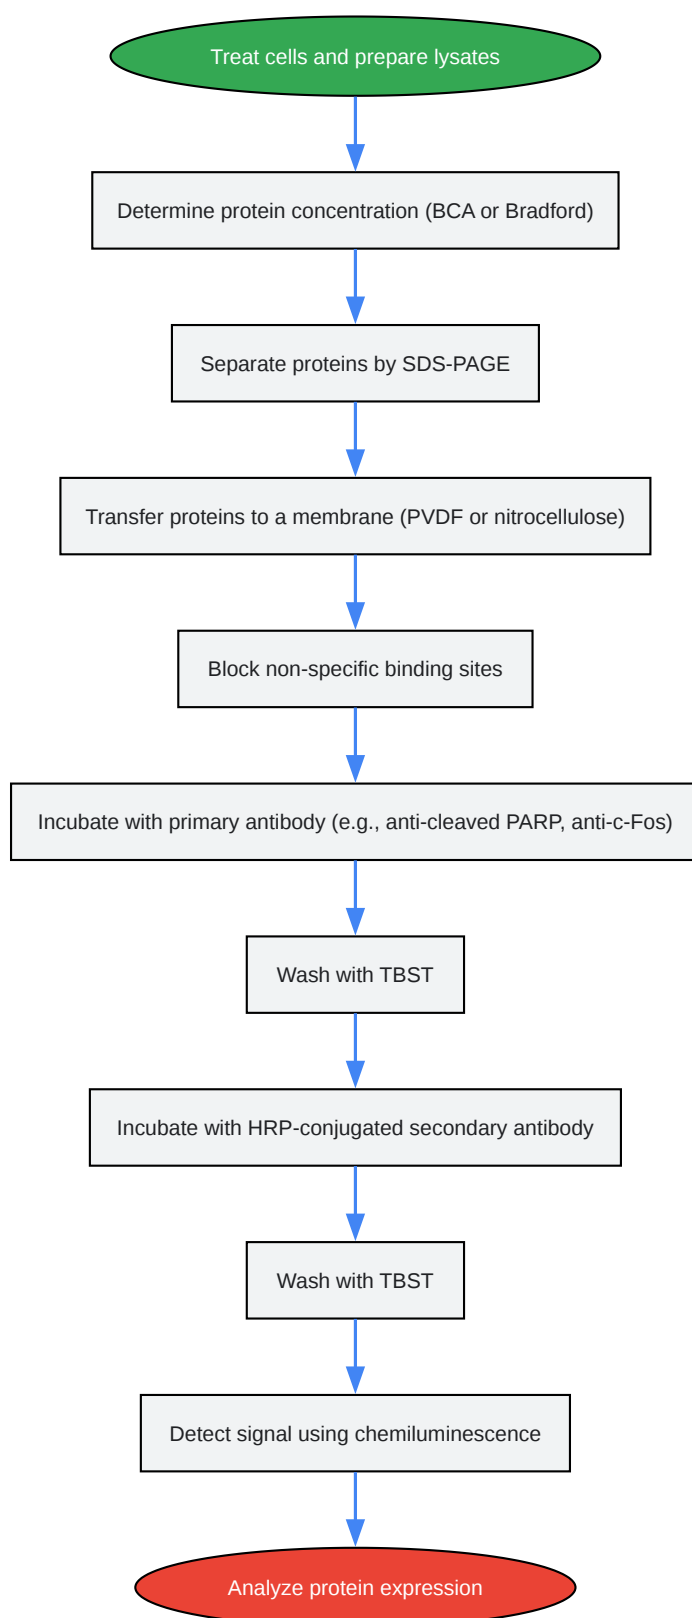 Treat cells and prepare lysates
Determine protein concentration (BCA or Bradford)
Separate proteins by SDS-PAGE
Transfer proteins to a membrane (PVDF or nitrocellulose)
Block non-specific binding sites
Incubate with primary antibody (e.g., anti-cleaved PARP, anti-c-Fos)
Wash with TBST
Incubate with HRP-conjugated secondary antibody
Wash with TBST
Detect signal using chemiluminescence
Analyze protein expression